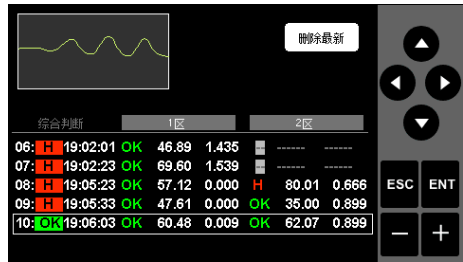 删除最新
综合判断 1区 2区
06: H 19:02:01 OK 46.89 1.435 -- ------ ------
07: H 19:02:23 OK 69.60 1.539 -- ------ ------
08: H 19:05:23 OK 57.12 0.000 H 80.01 0.666
09: H 19:05:33 OK 47.61 0.000 OK 35.00 0.899
10: OK 19:06:03 OK 60.48 0.009 OK 62.07 0.899
ESC ENT
- +